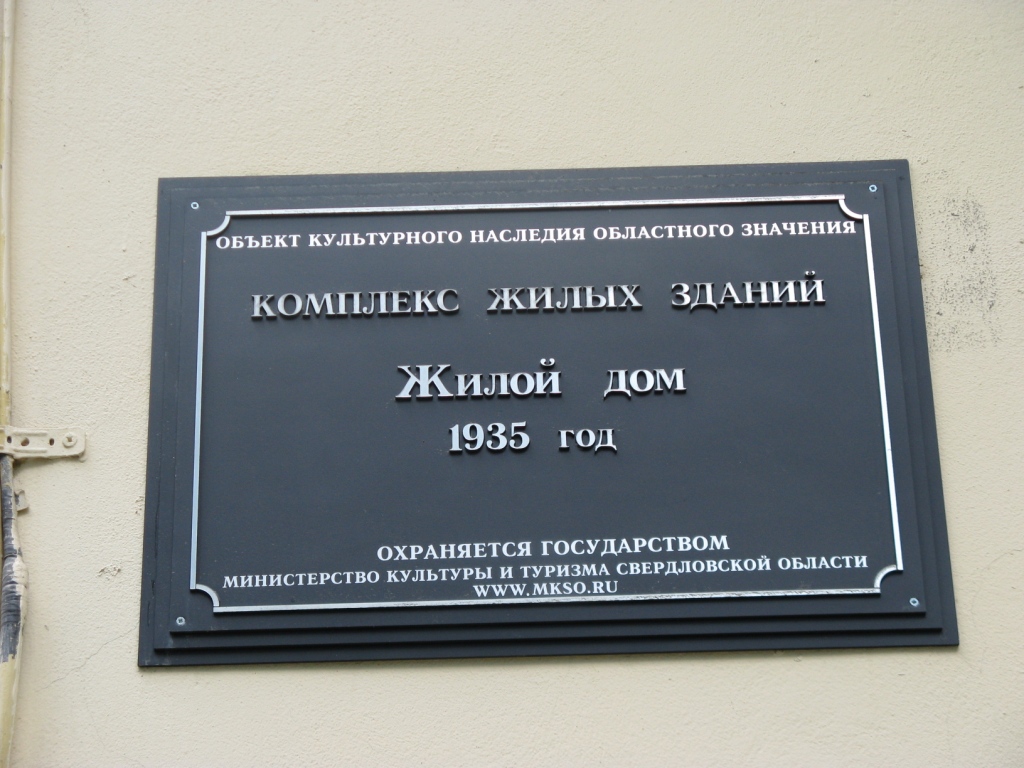 ОБЪЕКТ КУЛЬТУРНОГО НАСЛЕДИЯ ОБЛАСТНОГО ЗНАЧЕНИЯ
КОМПЛЕКС ЖИЛЫХ ЗДАНИЙ
Жилой дом
1935 год
ОХРАНЯЕТСЯ ГОСУДАРСТВОМ
МИНИСТЕРСТВО КУЛЬТУРЫ И ТУРИЗМА СВЕРДЛОВСКОЙ ОБЛАСТИ
WWW.MKSO.RU